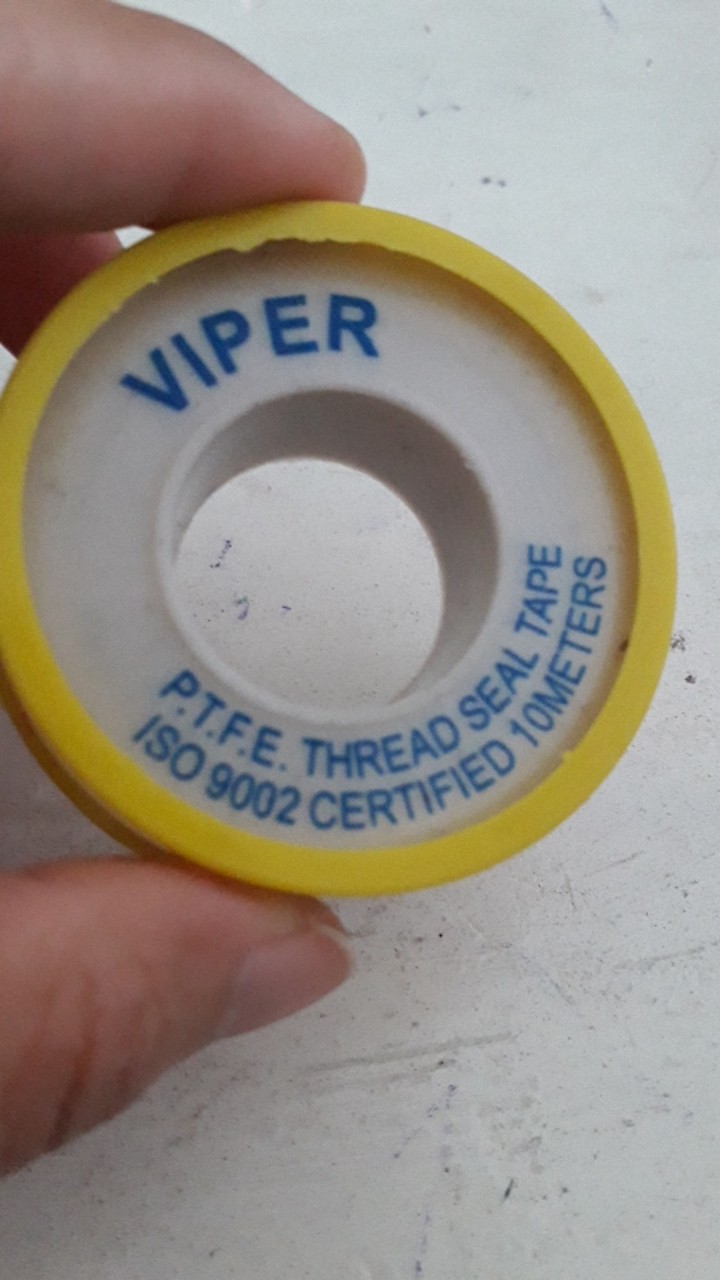 VIPER
P.T.F.E. THREAD SEAL TAPE
ISO 9002 CERTIFIED 10METERS